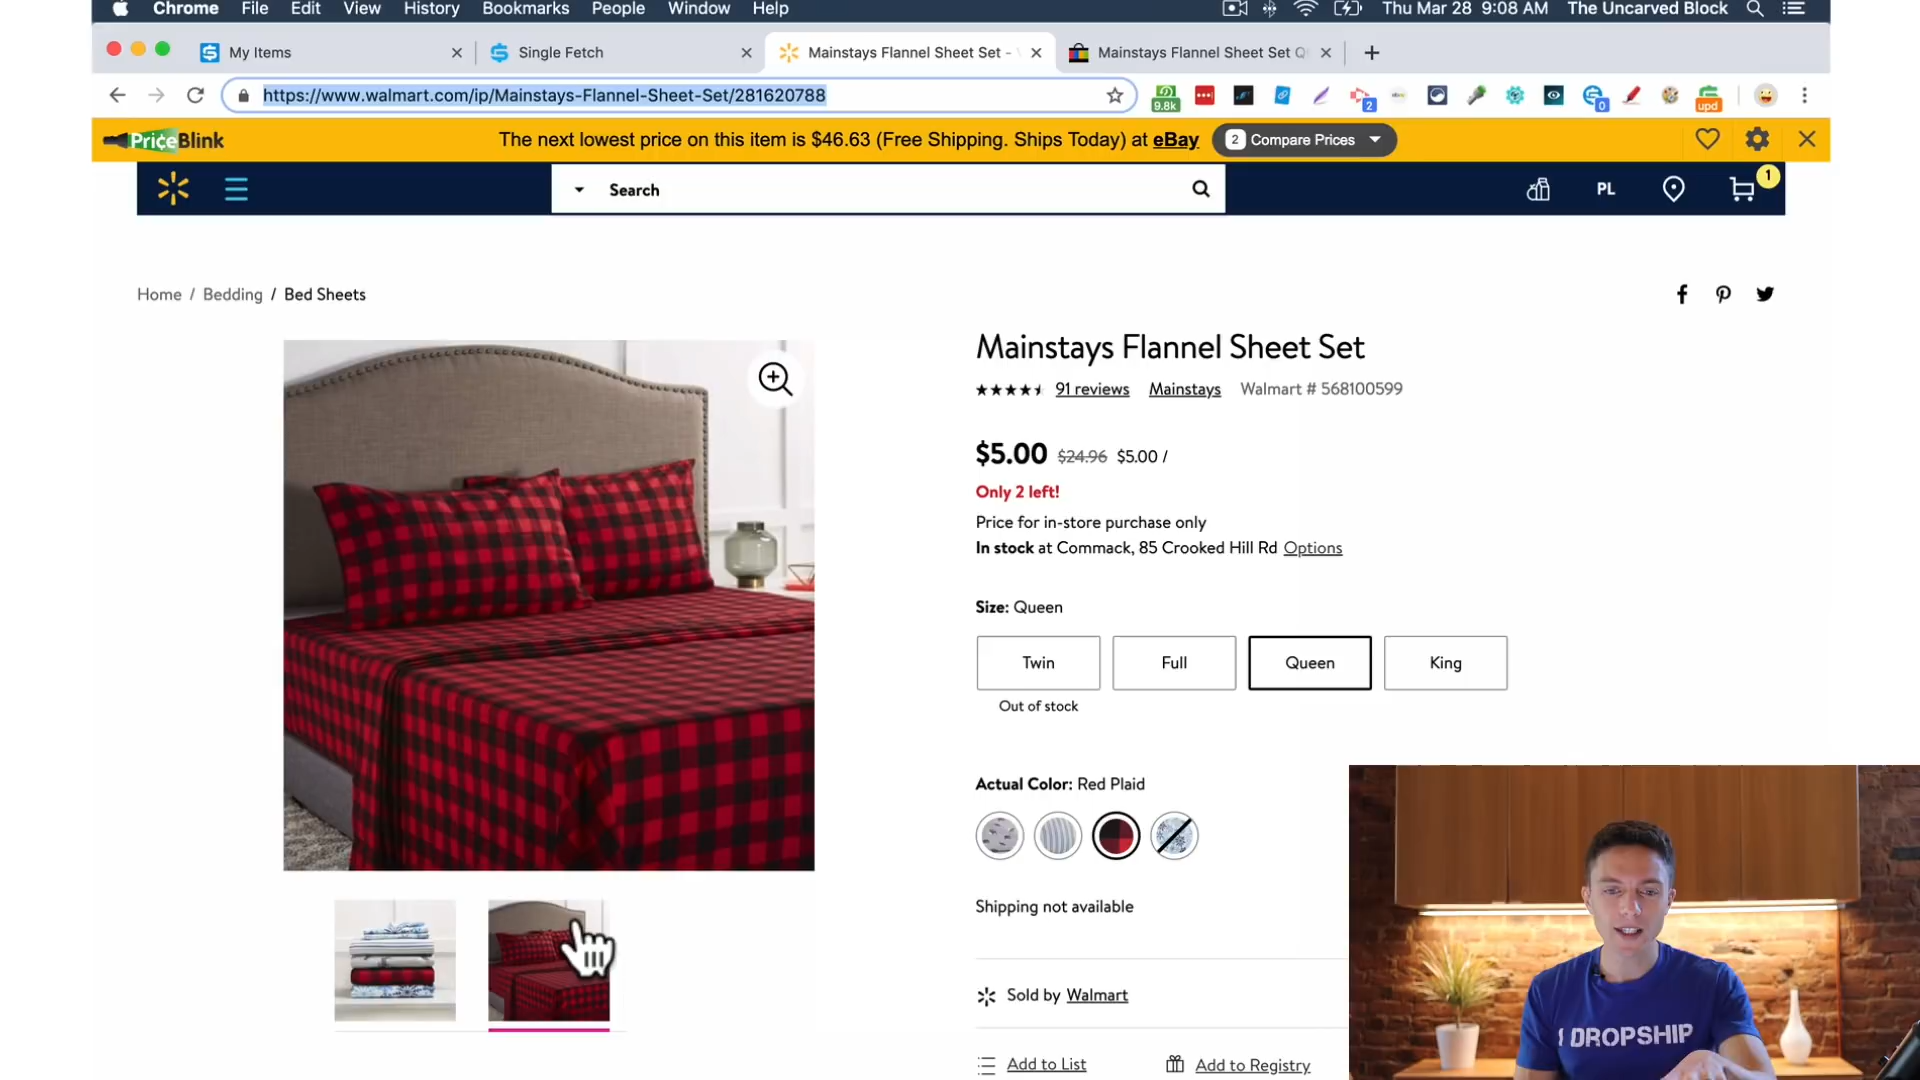 Chrome File Edit View History Bookmarks People Window Help Thu Mar 28 9:08 AM The Uncarved Block
My Items Single Fetch Mainstays Flannel Sheet Set - Mainstays Flannel Sheet Set Q
https://www.walmart.com/ip/Mainstays-Flannel-Sheet-Set/281620788 9.8k 2 0 upd
PriceBlink The next lowest price on this item is $46.63 (Free Shipping. Ships Today) at eBay 2 Compare Prices
Search PL 1
Home / Bedding / Bed Sheets
Mainstays Flannel Sheet Set
91 reviews Mainstays Walmart # 568100599
$5.00 $24.96 $5.00 /
Only 2 left!
Price for in-store purchase only
In stock at Commack, 85 Crooked Hill Rd Options
Size: Queen
Twin Full Queen King
Out of stock
Actual Color: Red Plaid
Shipping not available
Sold by Walmart
Add to List Add to Registry
I DROPSHIP